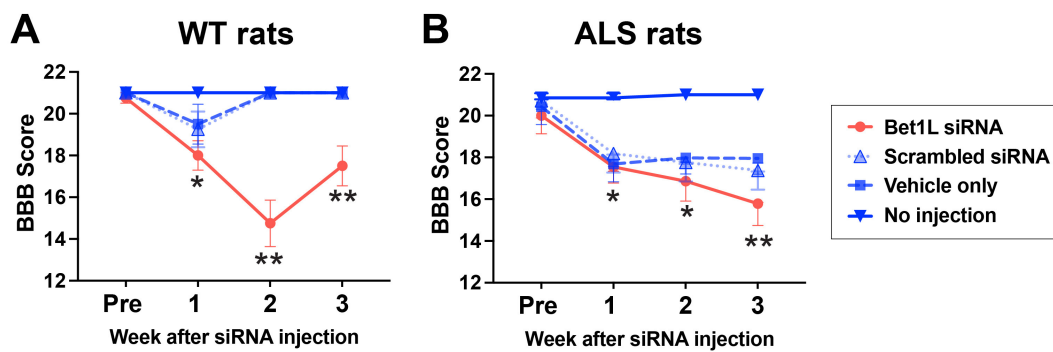 A
WT rats
BBB Score
22
20
18
16
14
12
*
**
**
Pre
1
2
3
Week after siRNA injection
B
ALS rats
BBB Score
22
20
18
16
14
12
*
*
**
Pre
1
2
3
Week after siRNA injection
Bet1L siRNA
Scrambled siRNA
Vehicle only
No injection